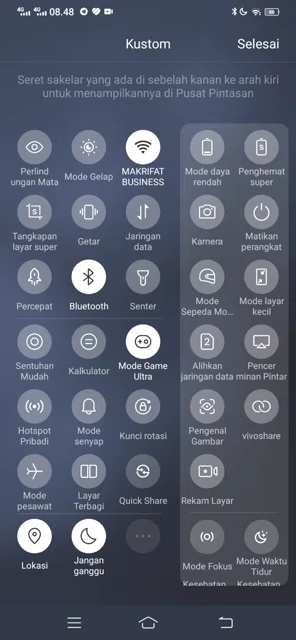 4G 4G 08.48 86
Kustom Selesai
Seret sakelar yang ada di sebelah kanan ke arah kiri
untuk menampilkannya di Pusat Pintasan
Perlind
ungan Mata
Mode Gelap
MAKRIFAT
BUSINESS
Mode daya
rendah
S
Penghemat
super
S
Tangkapan
layar super
Getar
Jaringan
data
Kamera
Matikan
perangkat
Percepat
Bluetooth
Senter
Mode
Sepeda Mo...
Mode layar
kecil
Sentuhan
Mudah
Kalkulator
Mode Game
Ultra
2
Alihkan
jaringan data
Pencer
minan Pintar
Hotspot
Pribadi
Mode
senyap
Kunci rotasi
Pengenal
Gambar
vivoshare
Mode
pesawat
Layar
Terbagi
Quick Share
Rekam Layar
Lokasi
Jangan
ganggu
Mode Fokus
Kesehatan
Mode Waktu
Tidur
Kesehatan